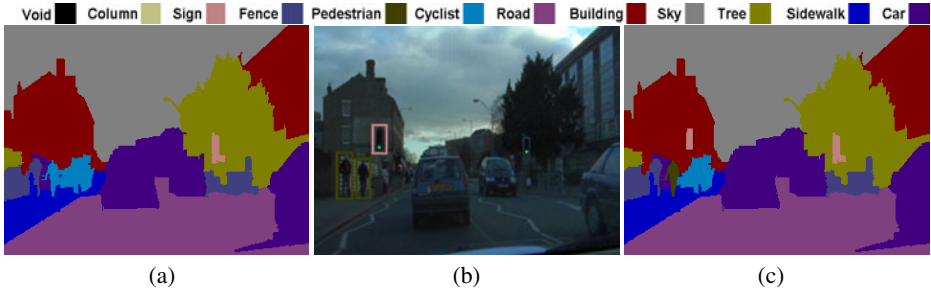 Void Column Sign Fence Pedestrian Cyclist Road Building Sky Tree Sidewalk Car
(a) (b) (c)